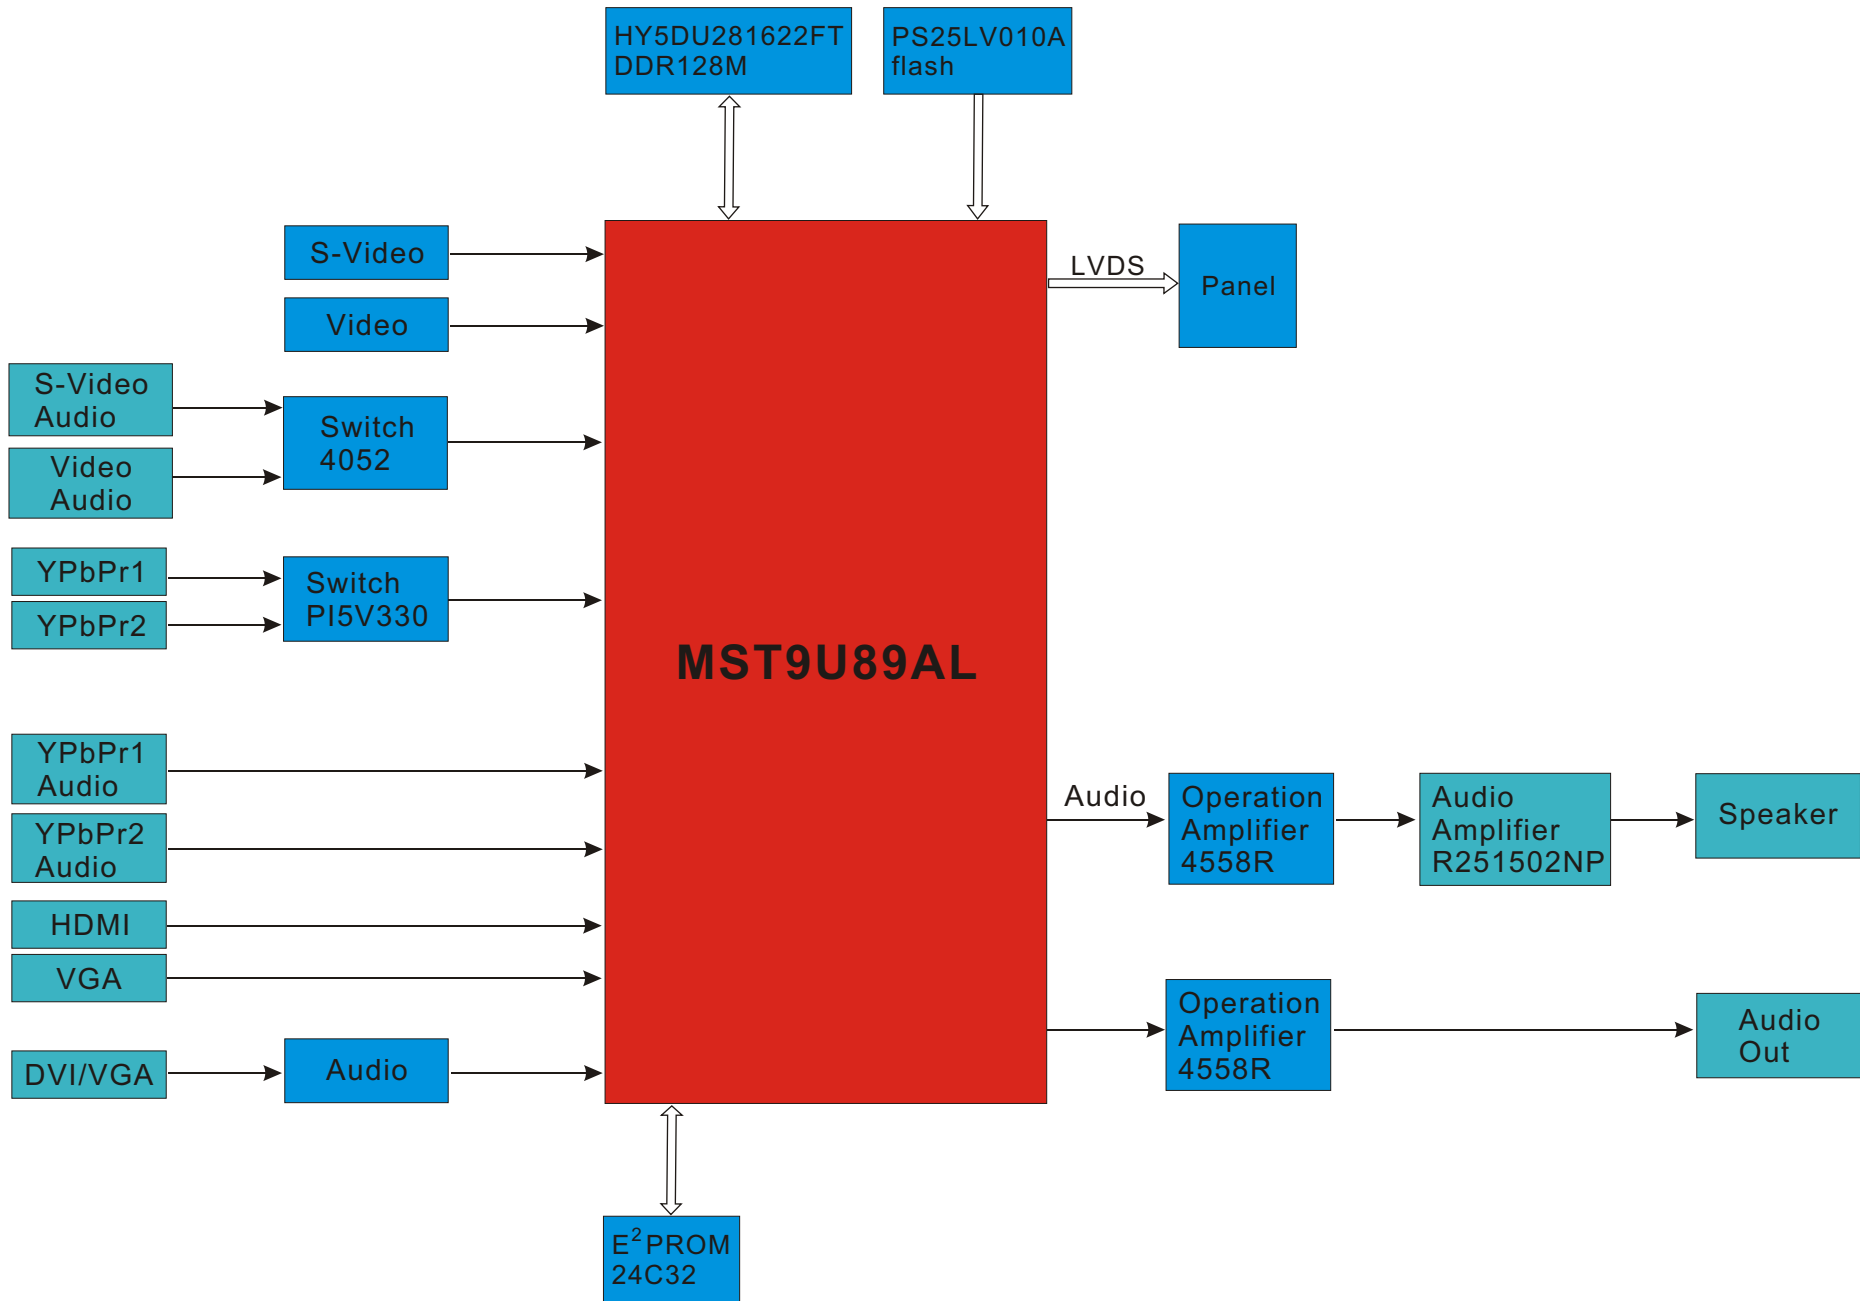 HY5DU281622FT
DDR128M
PS25LV010A
flash
S-Video
LVDS
Panel
Video
S-Video
Audio
Switch
4052
Video
Audio
YPbPr1
Switch
PI5V330
YPbPr2
MST9U89AL
YPbPr1
Audio
YPbPr2
Audio
Audio
Operation
Amplifier
4558R
Audio
Amplifier
R251502NP
Speaker
HDMI
VGA
Operation
Amplifier
4558R
Audio
Out
DVI/VGA
Audio
E²PROM
24C32